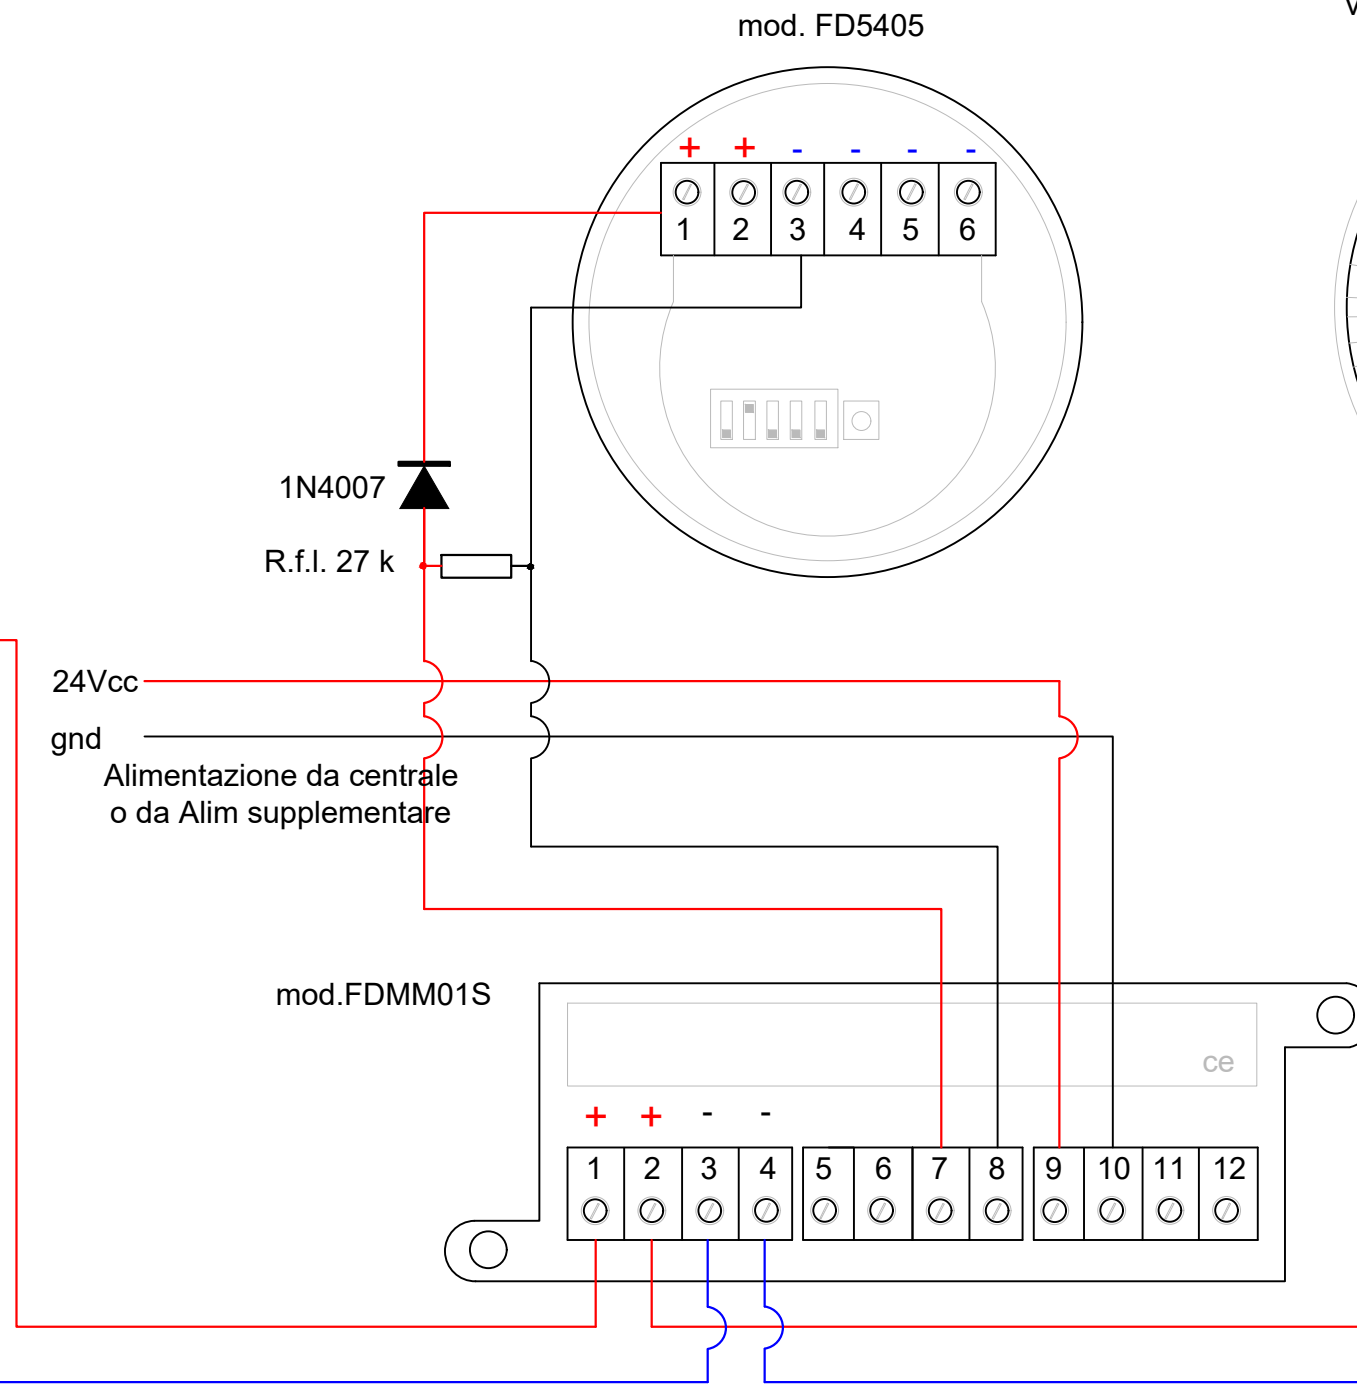 mod. FD5405
+ + - - - -
1 2 3 4 5 6
1N4007
R.f.l. 27 k
24Vcc
gnd
Alimentazione da centrale
o da Alim supplementare
mod.FDMM01S
ce
+ + - -
1 2 3 4 5 6 7 8 9 10 11 12